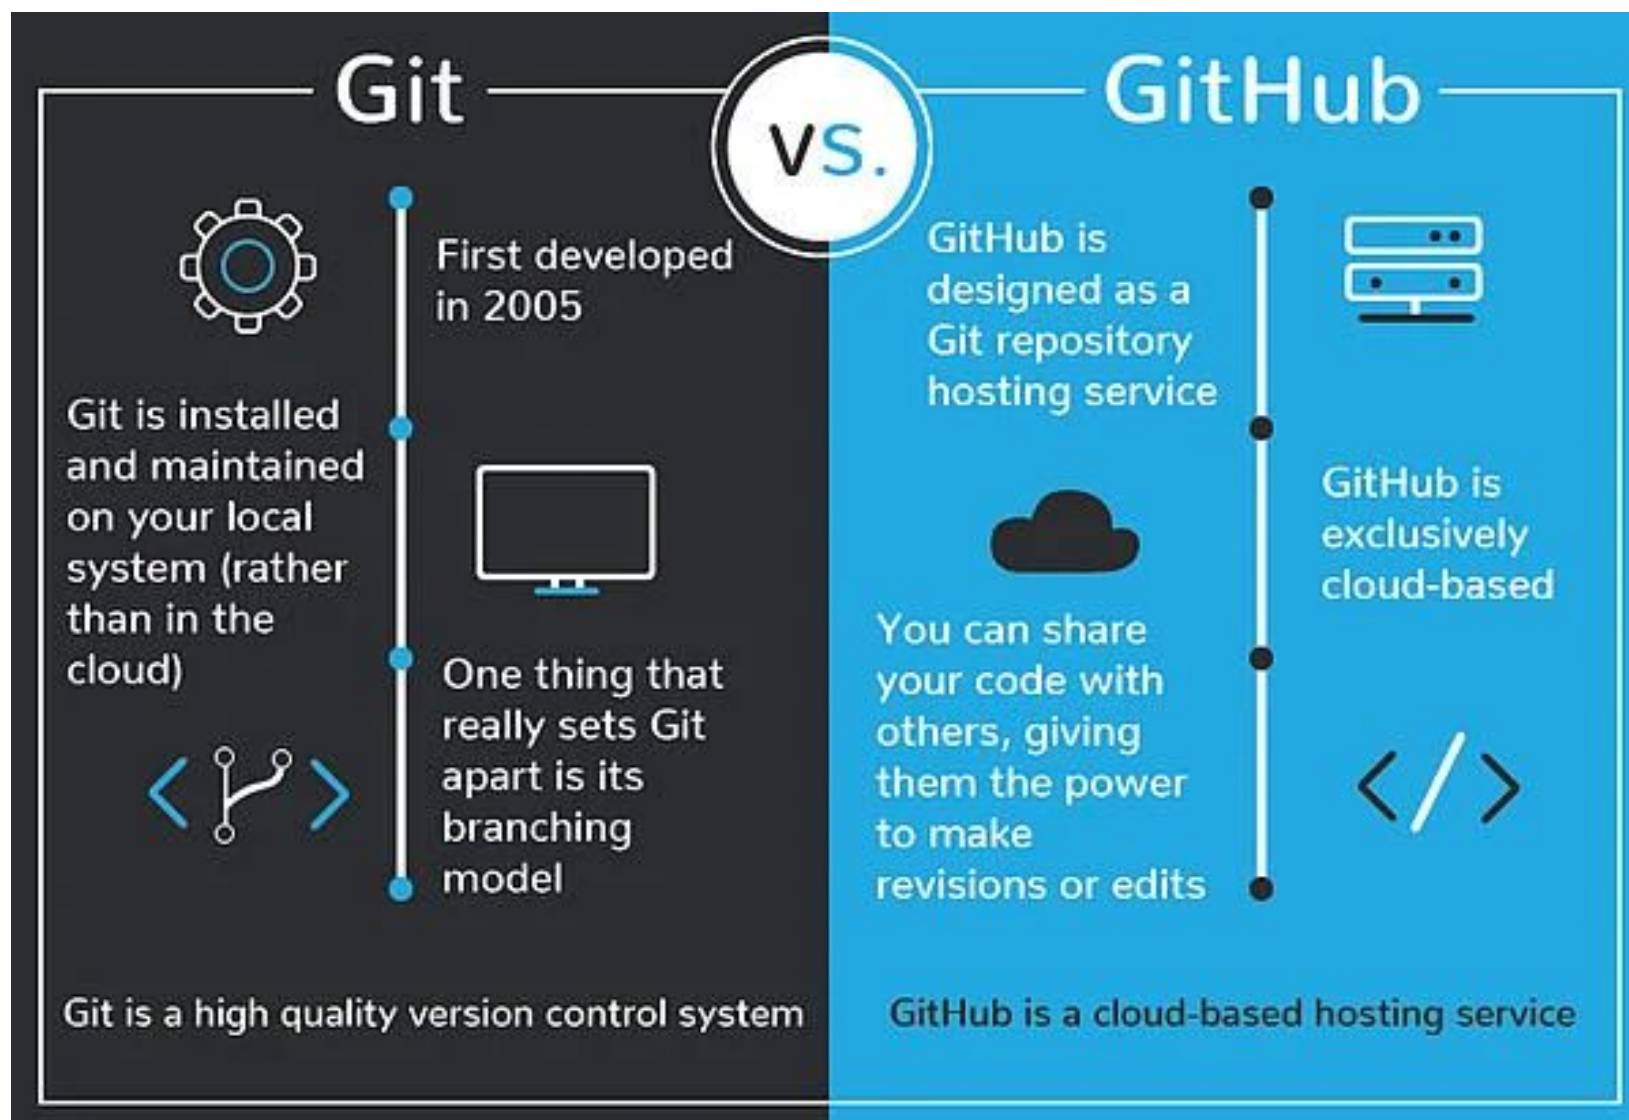 Git
vs.
GitHub
First developed
in 2005
Git is installed
and maintained
on your local
system (rather
than in the
cloud)
One thing that
really sets Git
apart is its
branching
model
Git is a high quality version control system
GitHub is
designed as a
Git repository
hosting service
GitHub is
exclusively
cloud-based
You can share
your code with
others, giving
them the power
to make
revisions or edits
GitHub is a cloud-based hosting service